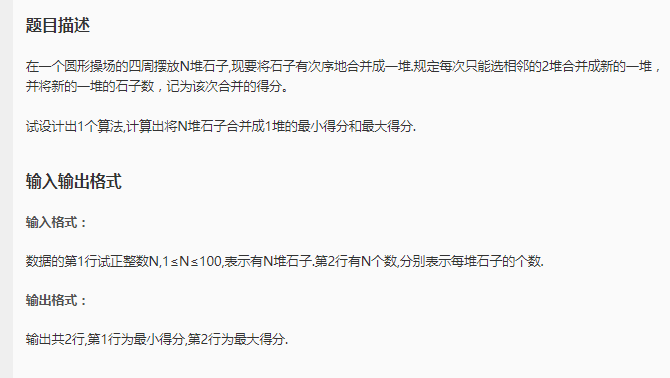 题目描述
在一个圆形操场的四周摆放N堆石子,现要将石子有次序地合并成一堆.规定每次只能选相邻的2堆合并成新的一堆，
并将新的一堆的石子数，记为该次合并的得分。
试设计出1个算法,计算出将N堆石子合并成1堆的最小得分和最大得分.
输入输出格式
输入格式：
数据的第1行试正整数N,1≤N≤100,表示有N堆石子.第2行有N个数,分别表示每堆石子的个数.
输出格式：
输出共2行,第1行为最小得分,第2行为最大得分.